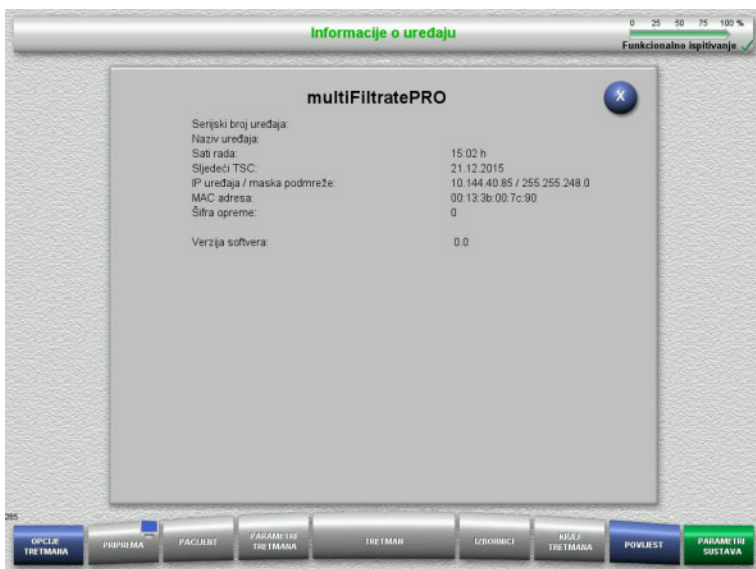 Informacije o uređaju
0 25 50 75 100 %
Funkcionalno ispitivanje
multiFiltratePRO
X
Serijski broj uređaja:
Naziv uređaja:
Sati rada: 15:02 h
Sljedeći TSC: 21.12.2015
IP uređaja / maska podmreže: 10.144.40.85 / 255.255.248.0
MAC adresa: 00:13:3b:00:7c:90
Šifra opreme: 0
Verzija softvera: 0.0
285
OPCIJE TRETMANA
PRIPREMA
PACIJENT
PARAMETRI TRETMANA
TRETMAN
IZBORNICI
KRAJ TRETMANA
POVIJEST
PARAMETRI SUSTAVA